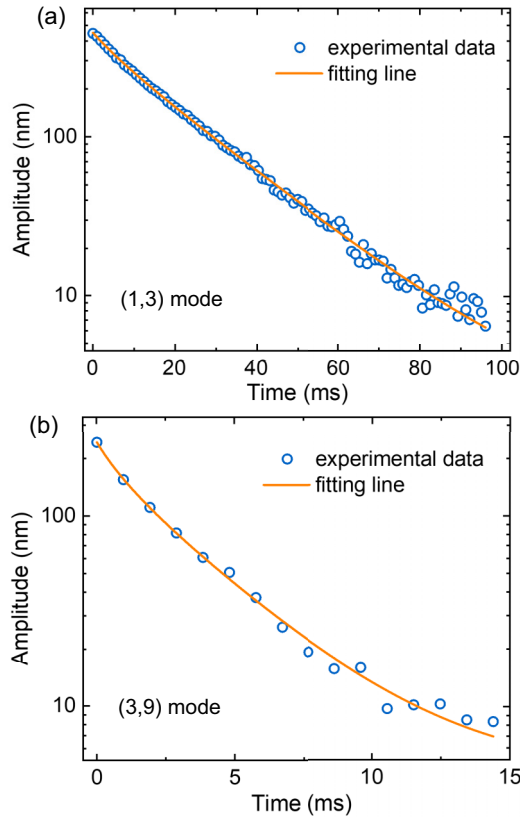 (a)
experimental data
fitting line
100
10
Amplitude (nm)
(1,3) mode
0 20 40 60 80 100
Time (ms)
(b)
experimental data
fitting line
100
10
Amplitude (nm)
(3,9) mode
0 5 10 15
Time (ms)